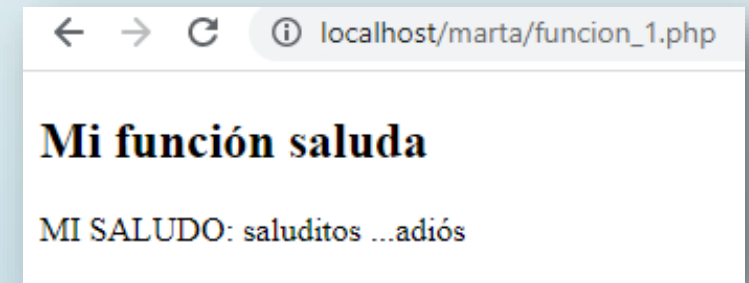 localhost/marta/funcion_1.php
Mi función saluda
MI SALUDO: saluditos ...adiós